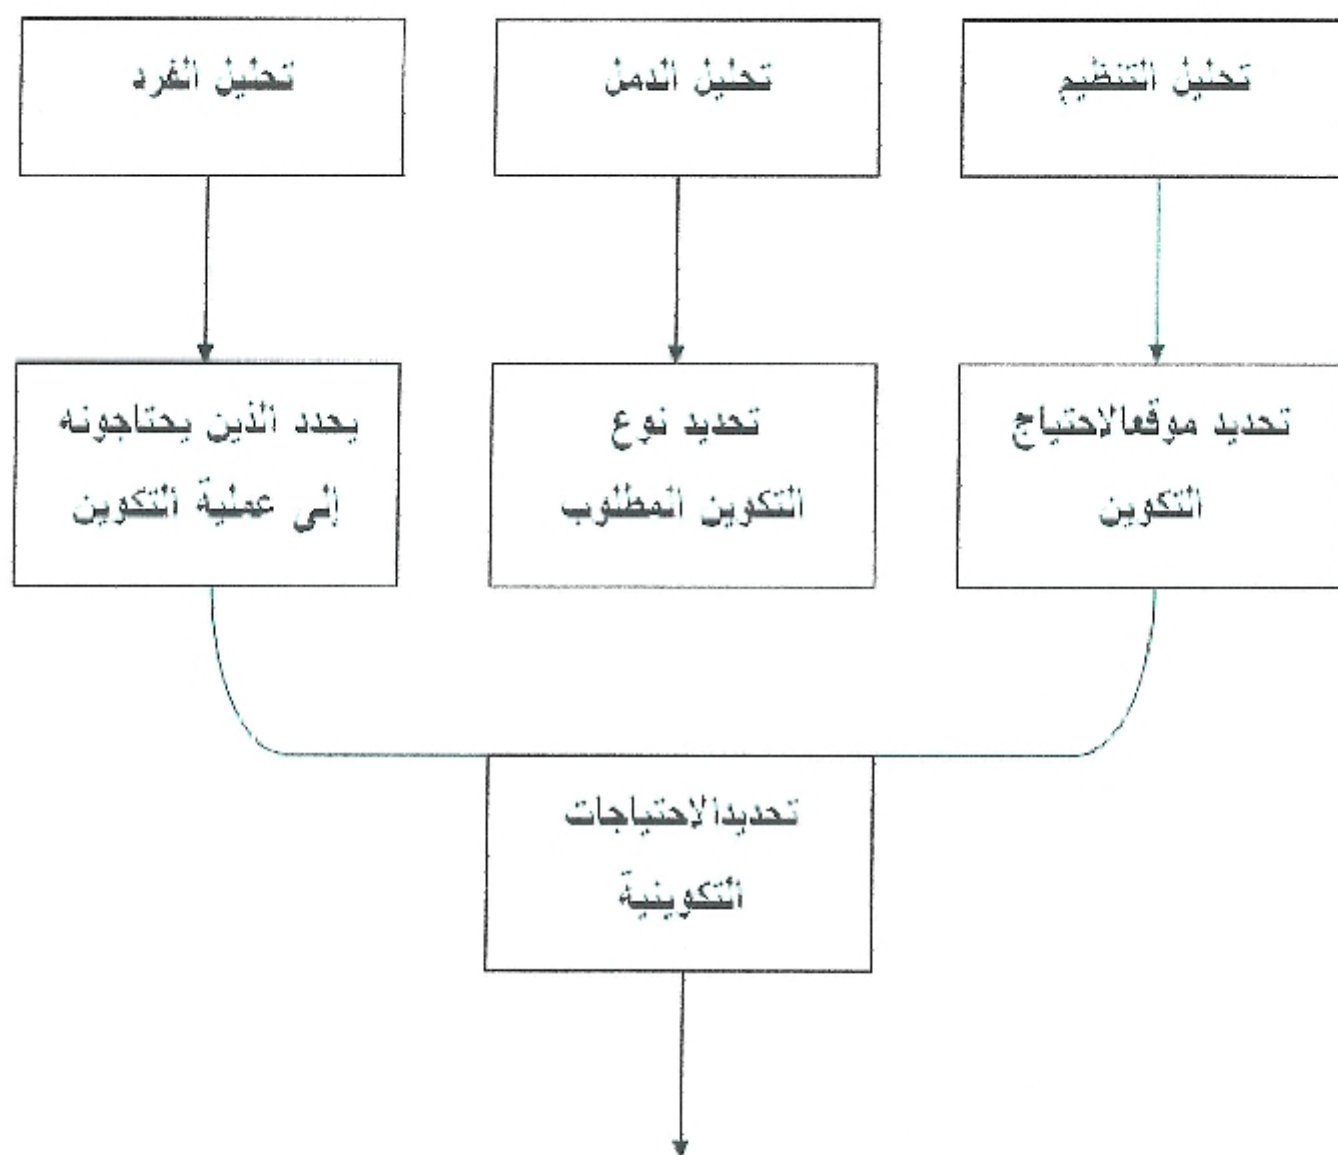 تحليل التنظيم
تحليل الدمل
تحليل الفرد
تحديد موقعالاحتياج
التكوين
تحديد نوع
التكوين المطلوب
يحدد الذين يحتاجونه
إلى عملية التكوين
تحديدالاحتياجات
التكوينية